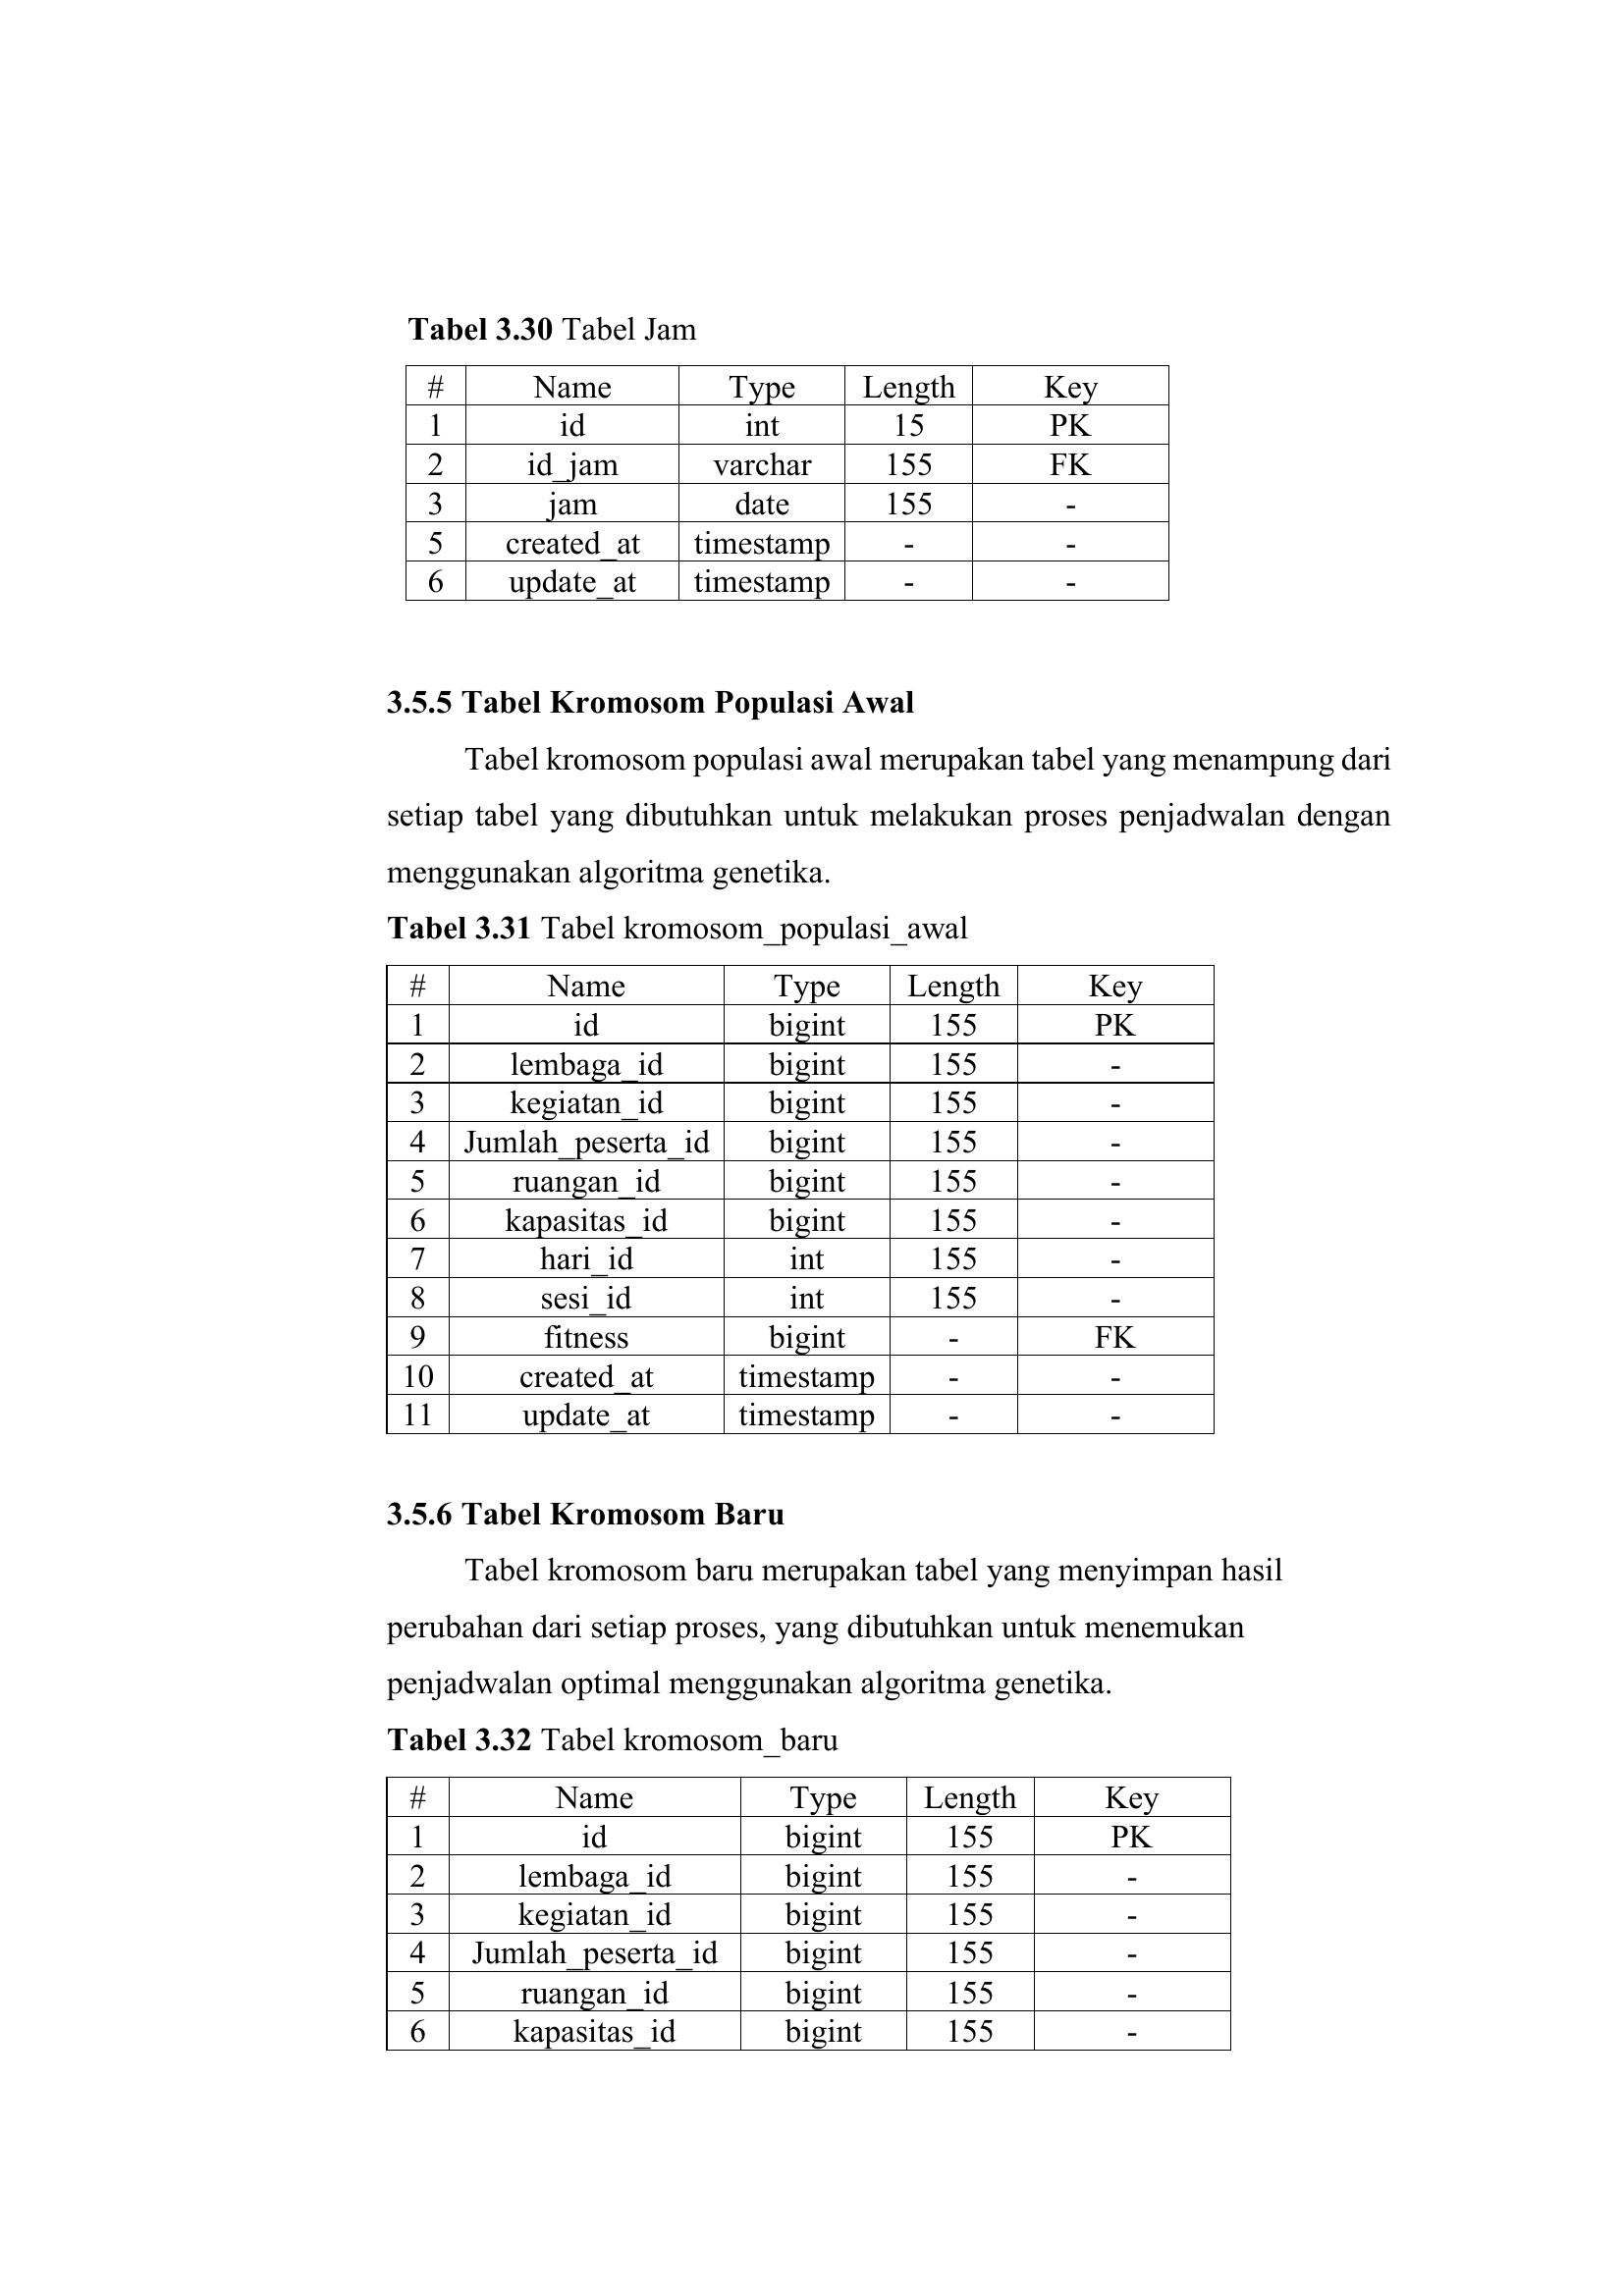 Tabel 3.30 Tabel Jam
# Name Type Length Key
1 id int 15 PK
2 id_jam varchar 155 FK
3 jam date 155 -
5 created_at timestamp - -
6 update_at timestamp - -
3.5.5 Tabel Kromosom Populasi Awal
Tabel kromosom populasi awal merupakan tabel yang menampung dari
setiap tabel yang dibutuhkan untuk melakukan proses penjadwalan dengan
menggunakan algoritma genetika.
Tabel 3.31 Tabel kromosom_populasi_awal
# Name Type Length Key
1 id bigint 155 PK
2 lembaga_id bigint 155 -
3 kegiatan_id bigint 155 -
4 Jumlah_peserta_id bigint 155 -
5 ruangan_id bigint 155 -
6 kapasitas_id bigint 155 -
7 hari_id int 155 -
8 sesi_id int 155 -
9 fitness bigint - FK
10 created_at timestamp - -
11 update_at timestamp - -
3.5.6 Tabel Kromosom Baru
Tabel kromosom baru merupakan tabel yang menyimpan hasil
perubahan dari setiap proses, yang dibutuhkan untuk menemukan
penjadwalan optimal menggunakan algoritma genetika.
Tabel 3.32 Tabel kromosom_baru
# Name Type Length Key
1 id bigint 155 PK
2 lembaga_id bigint 155 -
3 kegiatan_id bigint 155 -
4 Jumlah_peserta_id bigint 155 -
5 ruangan_id bigint 155 -
6 kapasitas_id bigint 155 -